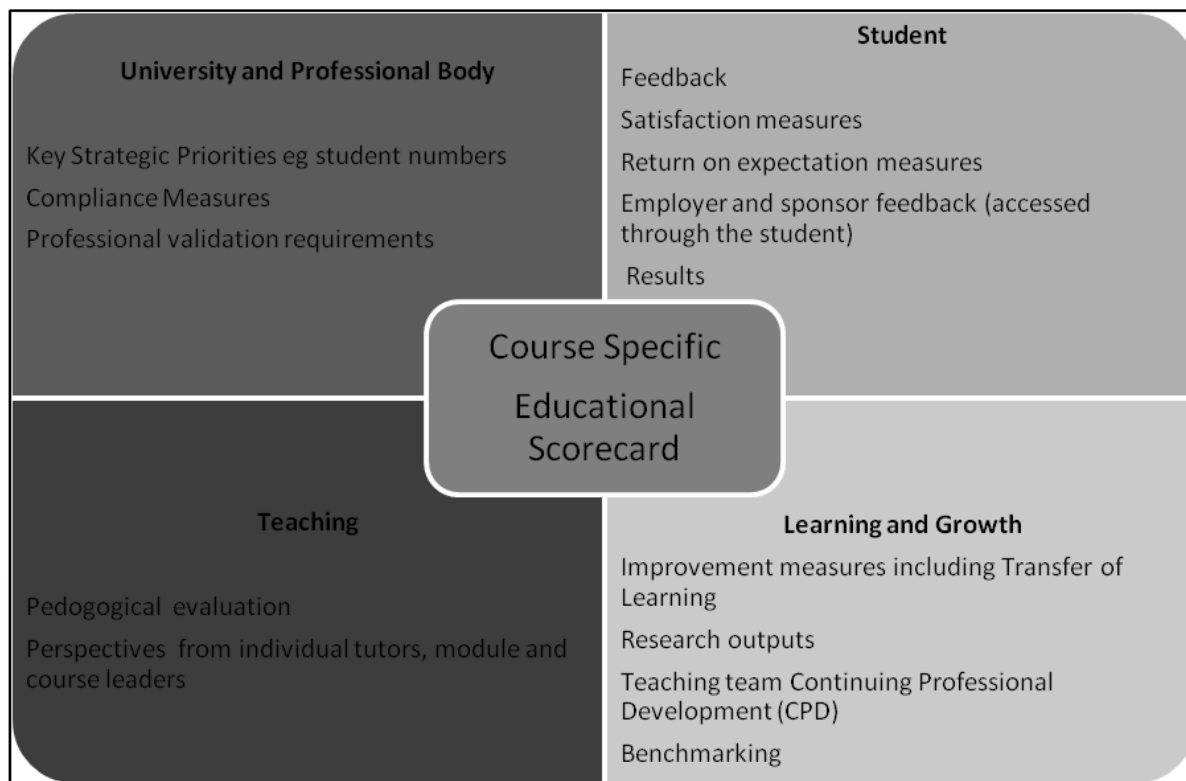 University and Professional Body
Key Strategic Priorities eg student numbers
Compliance Measures
Professional validation requirements
Student
Feedback
Satisfaction measures
Return on expectation measures
Employer and sponsor feedback (accessed
through the student)
Results
Course Specific
Educational
Scorecard
Teaching
Pedogogical evaluation
Perspectives from individual tutors, module and
course leaders
Learning and Growth
Improvement measures including Transfer of
Learning
Research outputs
Teaching team Continuing Professional
Development (CPD)
Benchmarking